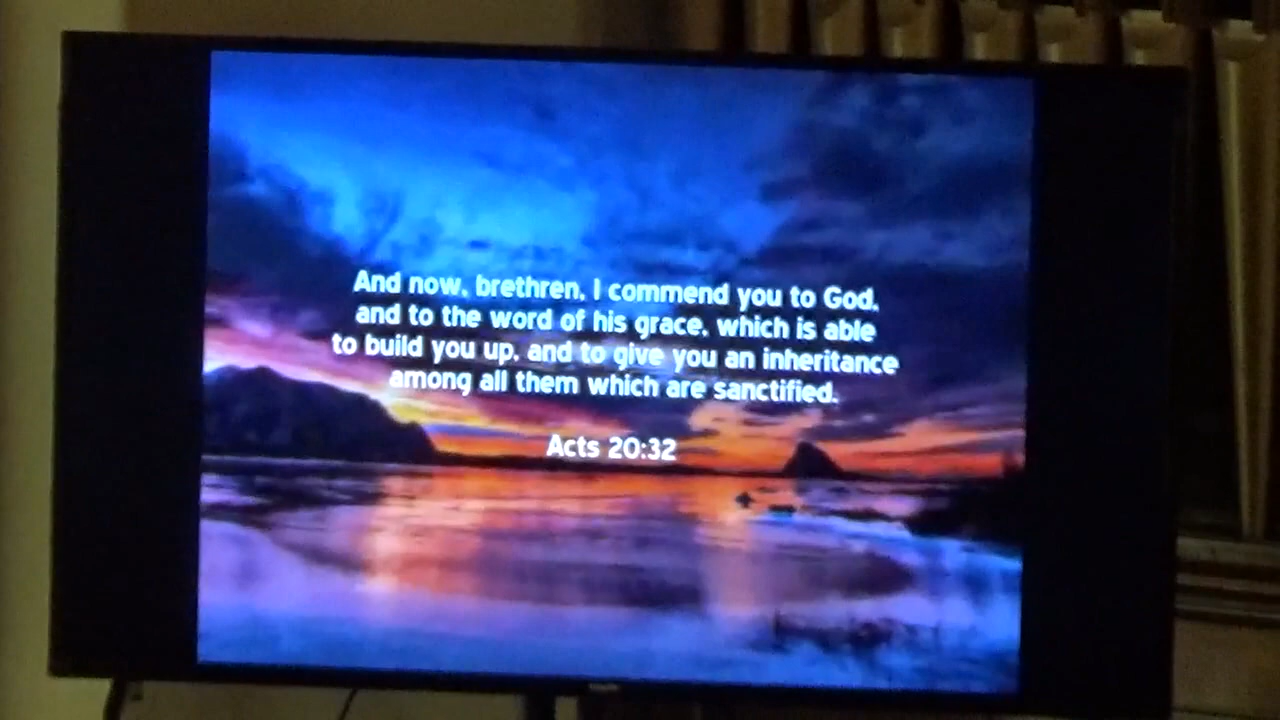 And now, brethren, I commend you to God,
and to the word of his grace, which is able
to build you up, and to give you an inheritance
among all them which are sanctified.
Acts 20:32